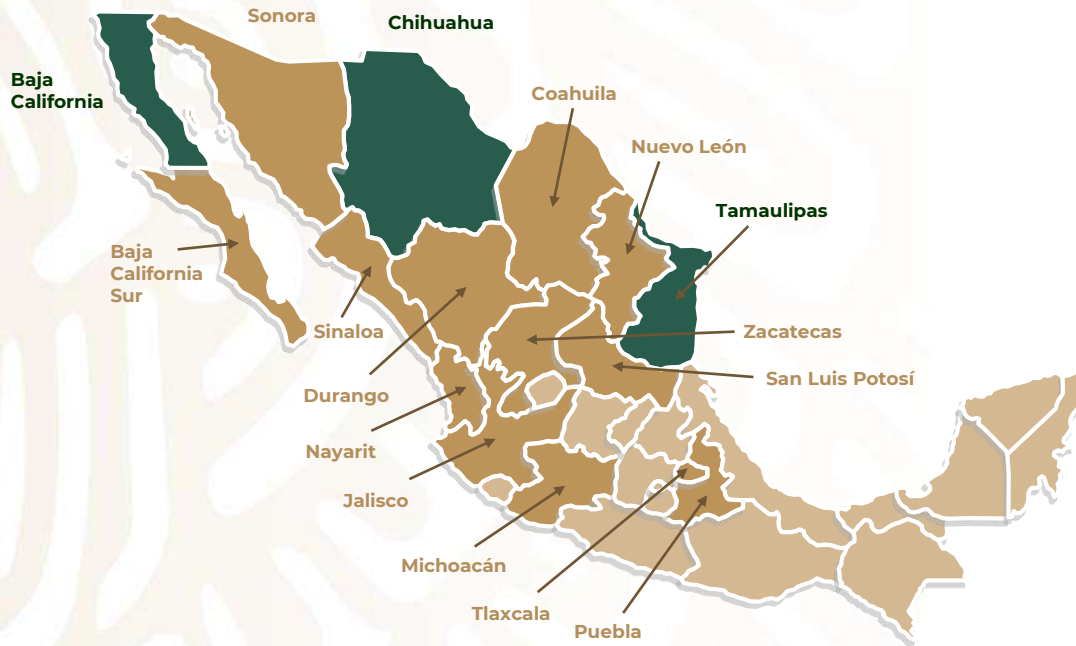 Sonora
Chihuahua
Baja
California
Coahuila
Nuevo León
Tamaulipas
Baja
California
Sur
Sinaloa
Zacatecas
San Luis Potosí
Durango
Nayarit
Jalisco
Michoacán
Tlaxcala
Puebla